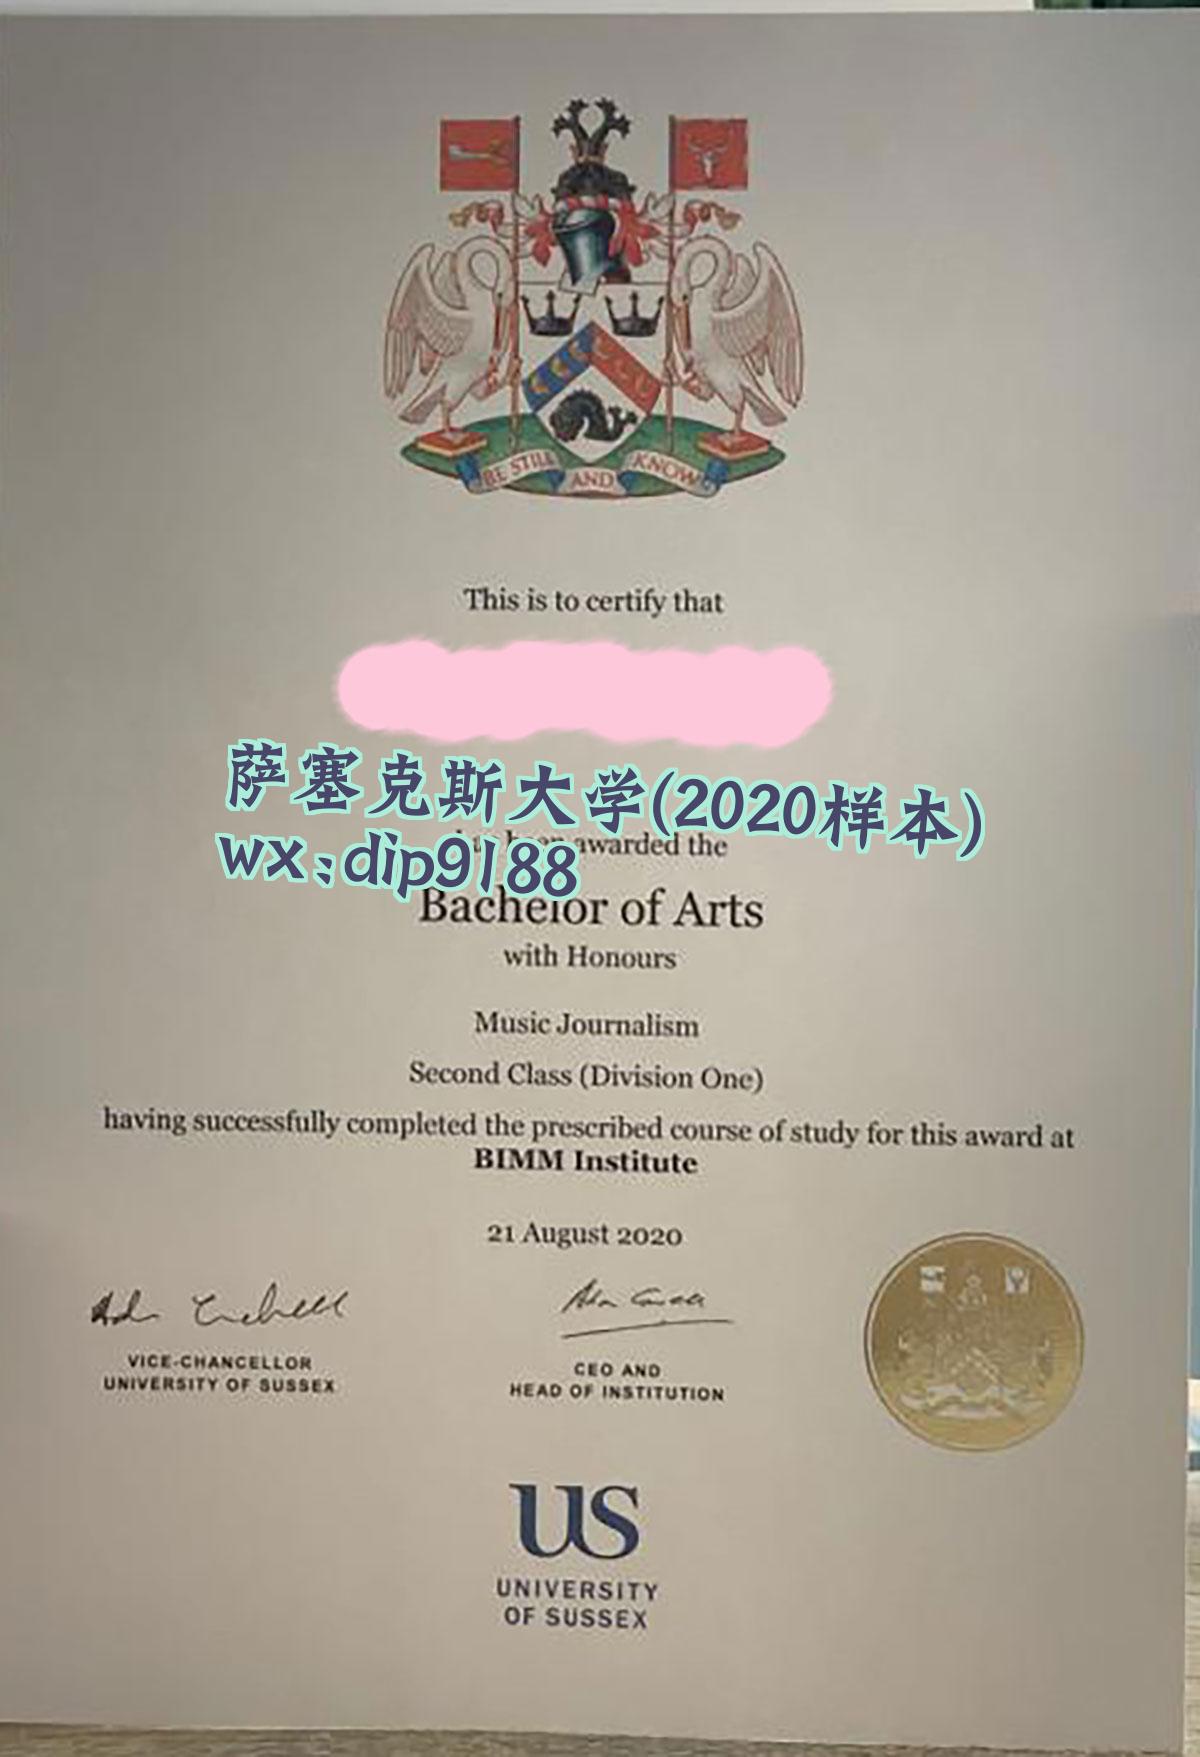 BE STILL AND KNOW
This is to certify that
萨塞克斯大学(2020样本)
wx:dip9188
awarded the
Bachelor of Arts
with Honours
Music Journalism
Second Class (Division One)
having successfully completed the prescribed course of study for this award at
BIMM Institute
21 August 2020
VICE-CHANCELLOR
UNIVERSITY OF SUSSEX
CEO AND
HEAD OF INSTITUTION
US
UNIVERSITY
OF SUSSEX